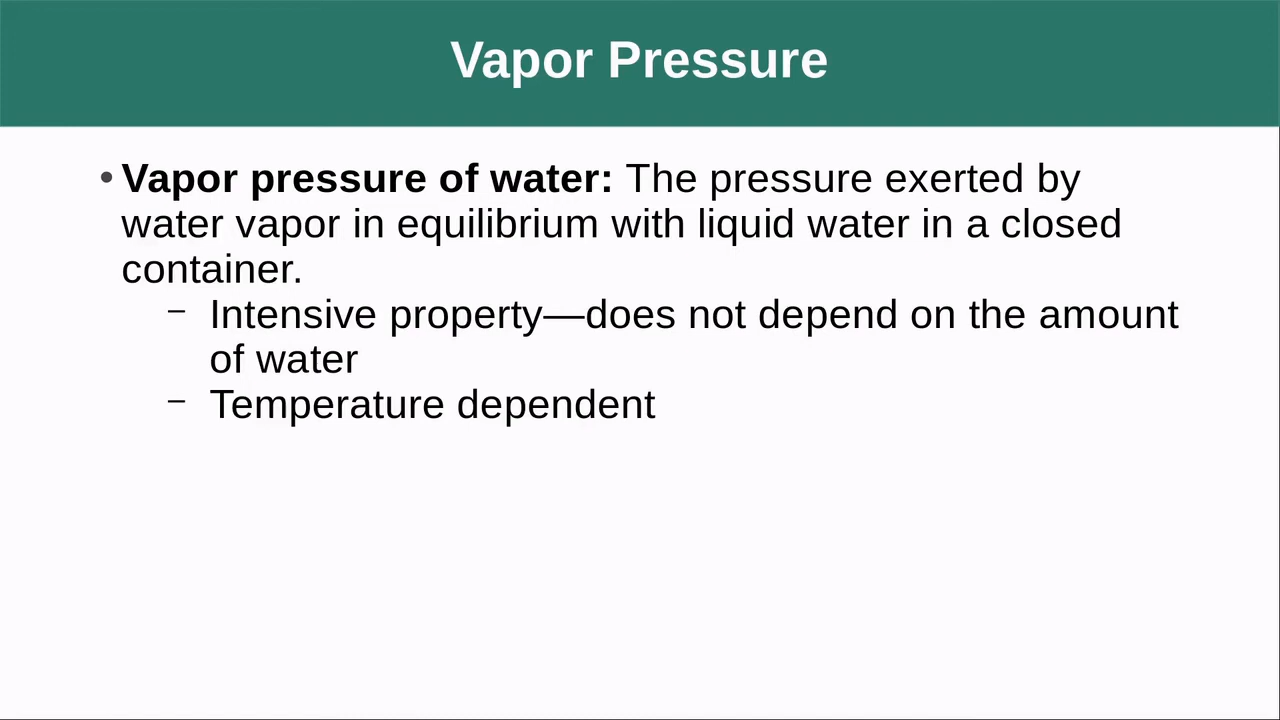 Vapor Pressure
• Vapor pressure of water: The pressure exerted by
water vapor in equilibrium with liquid water in a closed
container.
– Intensive property—does not depend on the amount
of water
– Temperature dependent